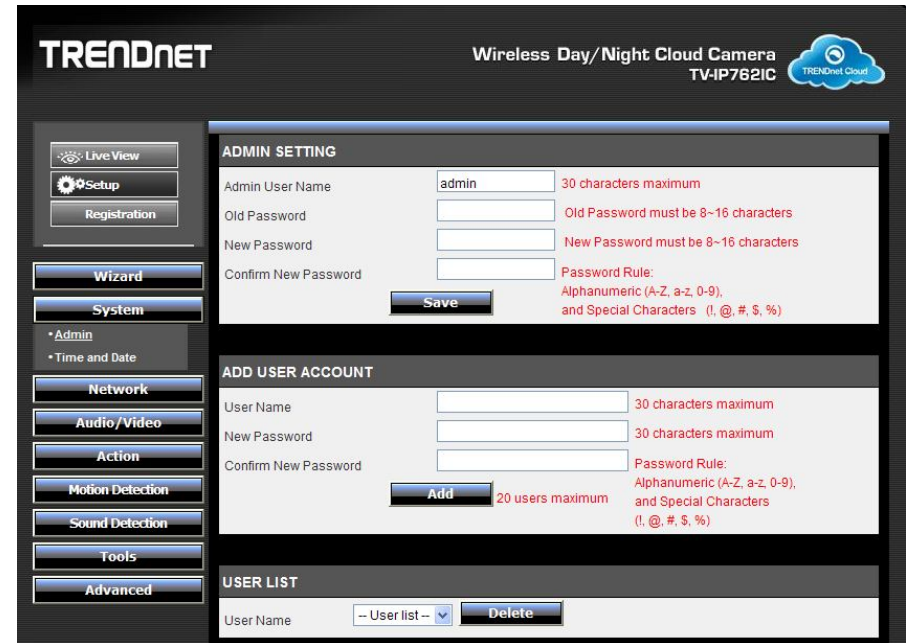 TRENDnet
Wireless Day/Night Cloud Camera
TV-IP762IC
TRENDnet Cloud
Live View
Setup
Registration
Wizard
System
•Admin
•Time and Date
Network
Audio/Video
Action
Motion Detection
Sound Detection
Tools
Advanced
ADMIN SETTING
Admin User Name admin 30 characters maximum
Old Password Old Password must be 8~16 characters
New Password New Password must be 8~16 characters
Confirm New Password Password Rule:
Alphanumeric (A-Z, a-z, 0-9),
Save and Special Characters (!, @, #, $, %)
ADD USER ACCOUNT
User Name 30 characters maximum
New Password 30 characters maximum
Confirm New Password Password Rule:
Alphanumeric (A-Z, a-z, 0-9),
Add 20 users maximum and Special Characters
(!, @, #, $, %)
USER LIST
User Name -- User list -- Delete